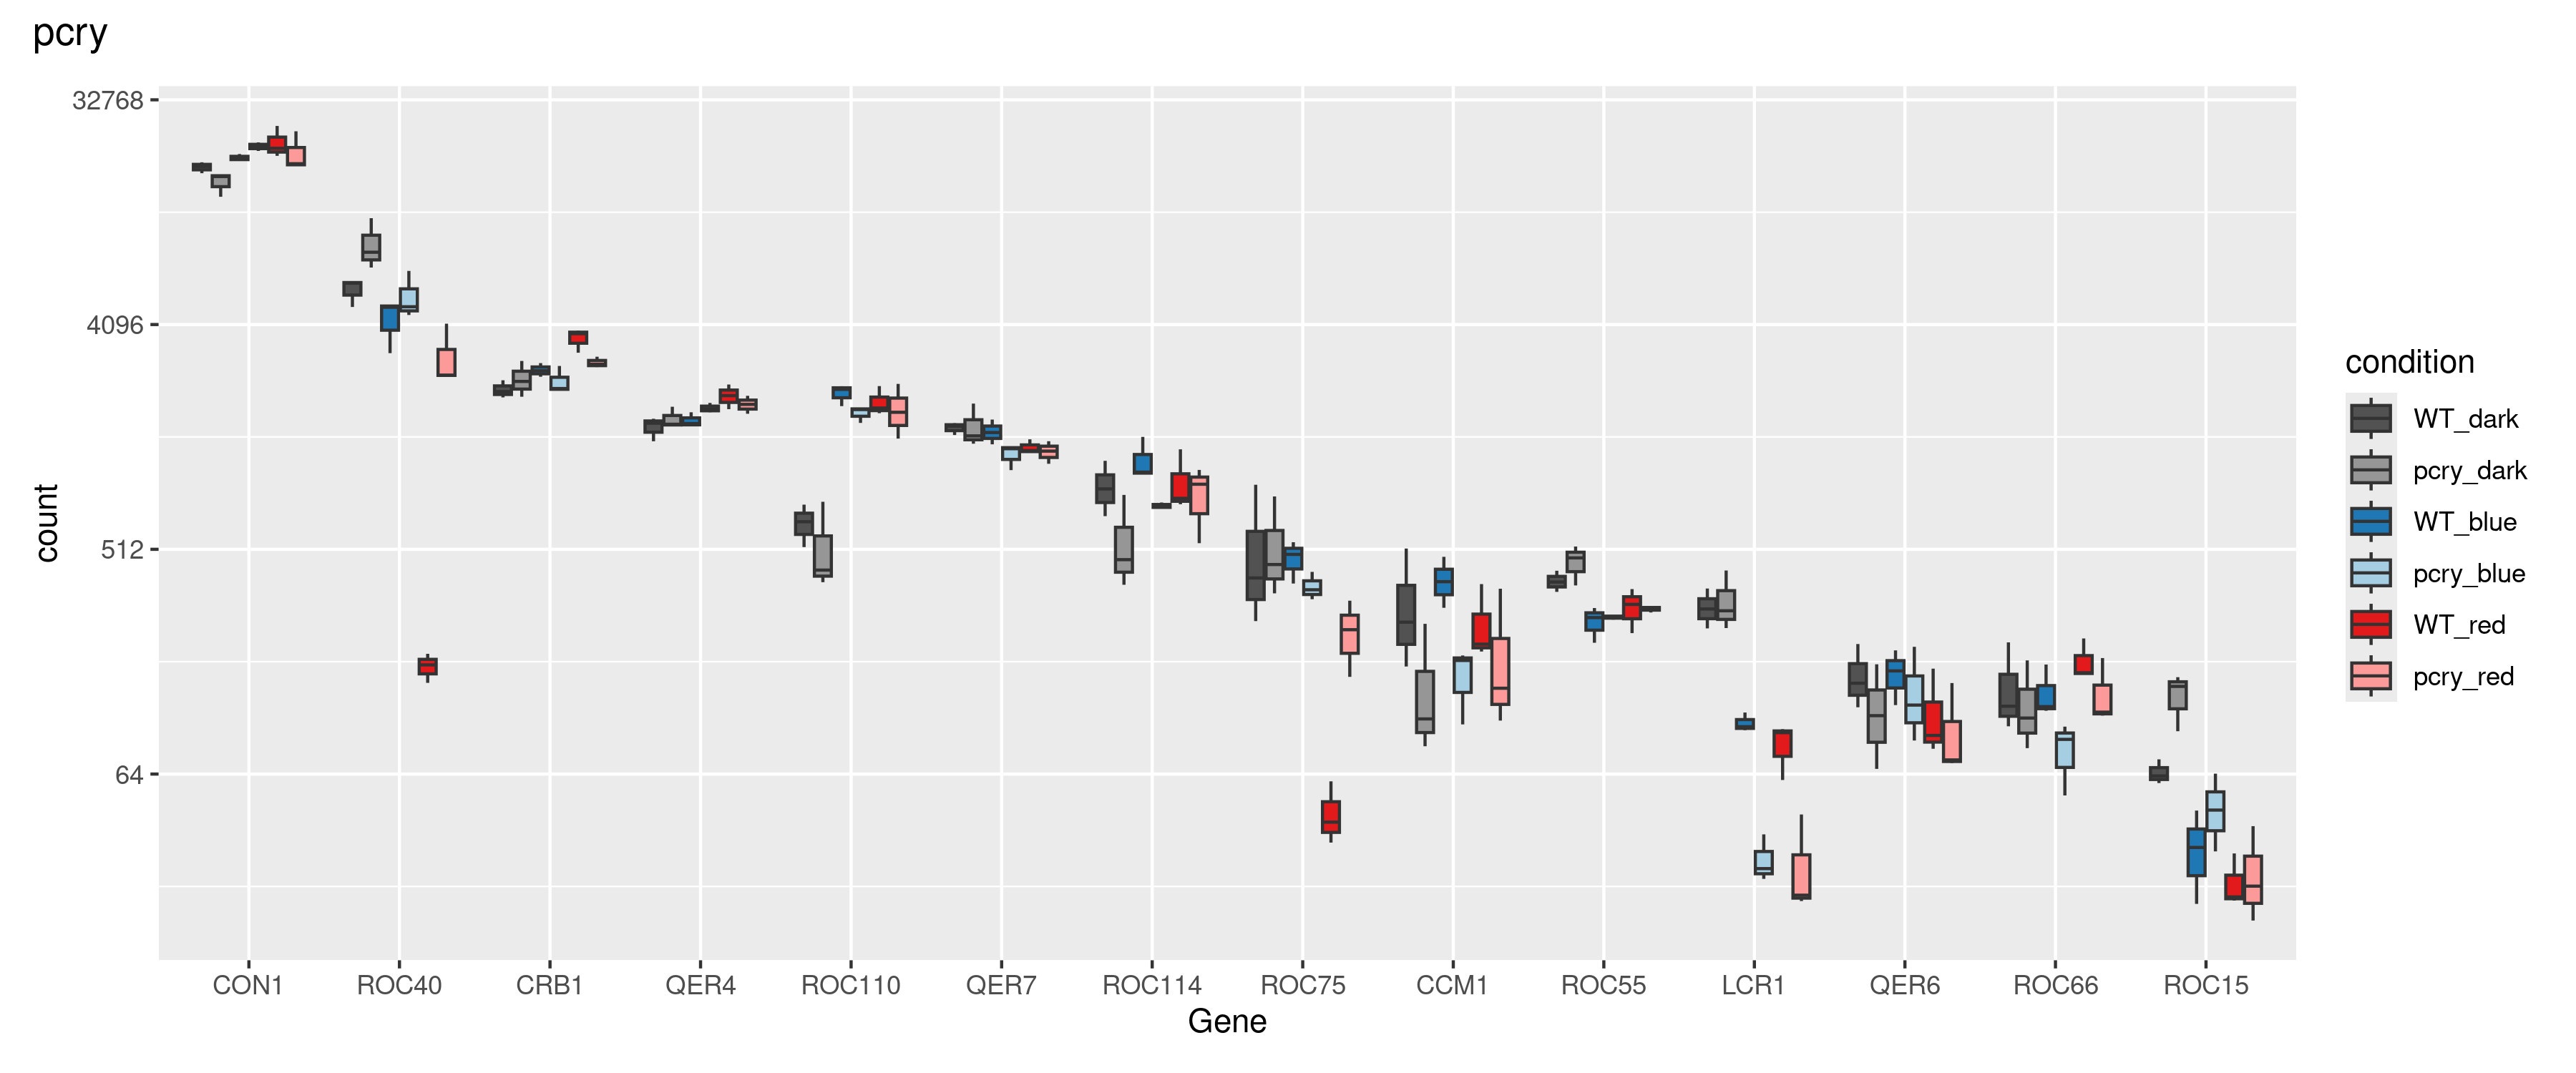 pcry
32768
4096
512
64
count
CON1 ROC40 CRB1 QER4 ROC110 QER7 ROC114 ROC75 CCM1 ROC55 LCR1 QER6 ROC66 ROC15
Gene
condition
WT_dark
pcry_dark
WT_blue
pcry_blue
WT_red
pcry_red